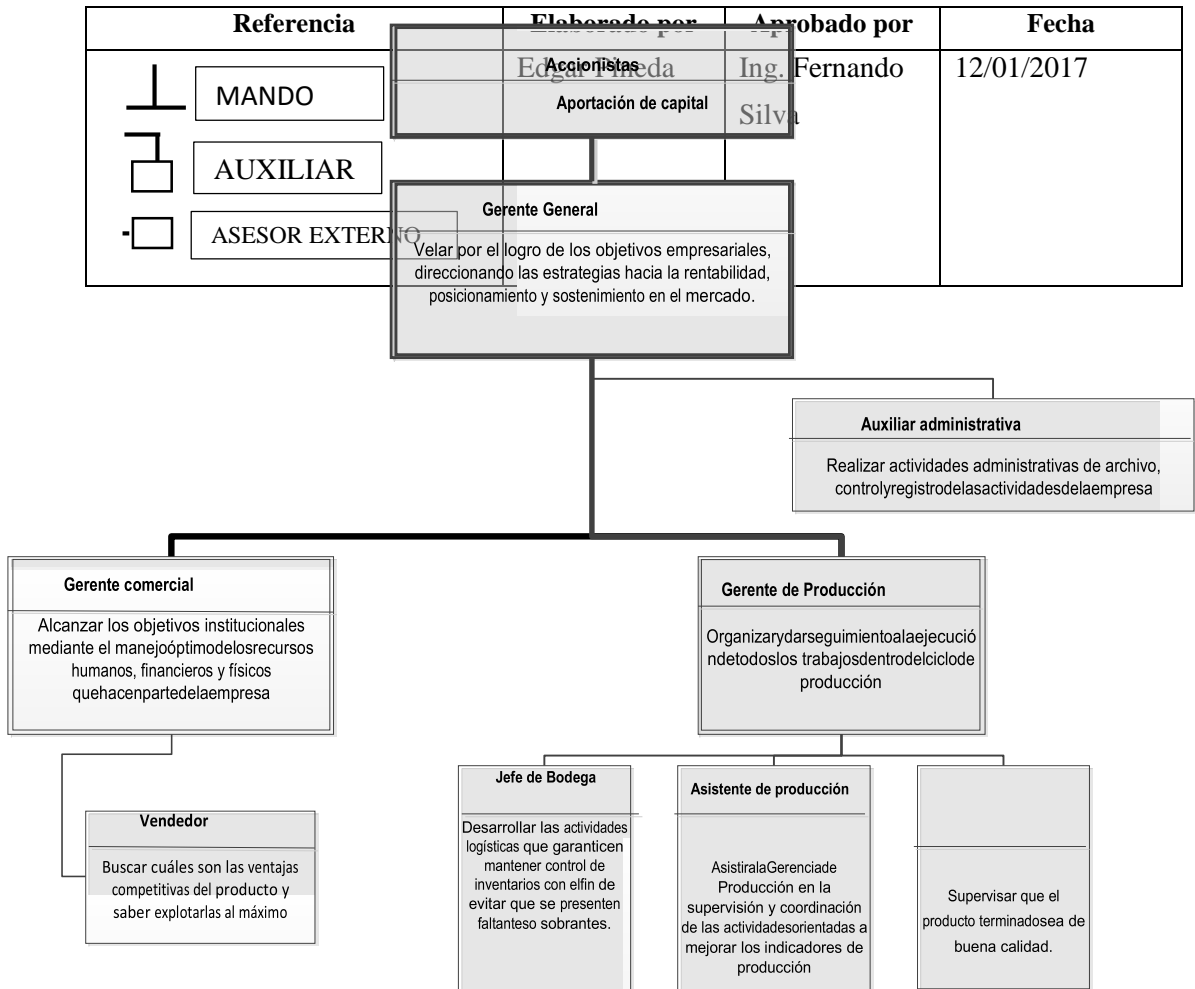 Referencia
Elaborado por
Aprobado por
Fecha
MANDO
AUXILIAR
ASESOR EXTERNO
Edgar Pineda
Ing. Fernando
Silva
12/01/2017
Accionistas
Aportación de capital
Gerente General
Velar por el logro de los objetivos empresariales,
direccionando las estrategias hacia la rentabilidad,
posicionamiento y sostenimiento en el mercado.
Auxiliar administrativa
Realizar actividades administrativas de archivo,
controlyregistrodelasactividadesdelaempresa
Gerente comercial
Alcanzar los objetivos institucionales
mediante el manejoóptimodelosrecursos
humanos, financieros y físicos
quehacenpartedelaempresa
Gerente de Producción
Organizarydarseguimientoalaejecució
ndetodoslos trabajosdentrodelciclode
producción
Vendedor
Buscar cuáles son las ventajas
competitivas del producto y
saber explotarlas al máximo
Jefe de Bodega
Desarrollar las actividades
logísticas que garanticen
mantener control de
inventarios con elfin de
evitar que se presenten
faltanteso sobrantes.
Asistente de producción
AsistiralaGerenciade
Producción en la
supervisión y coordinación
de las actividadesorientadas a
mejorar los indicadores de
producción
Supervisar que el
producto terminadosea de
buena calidad.